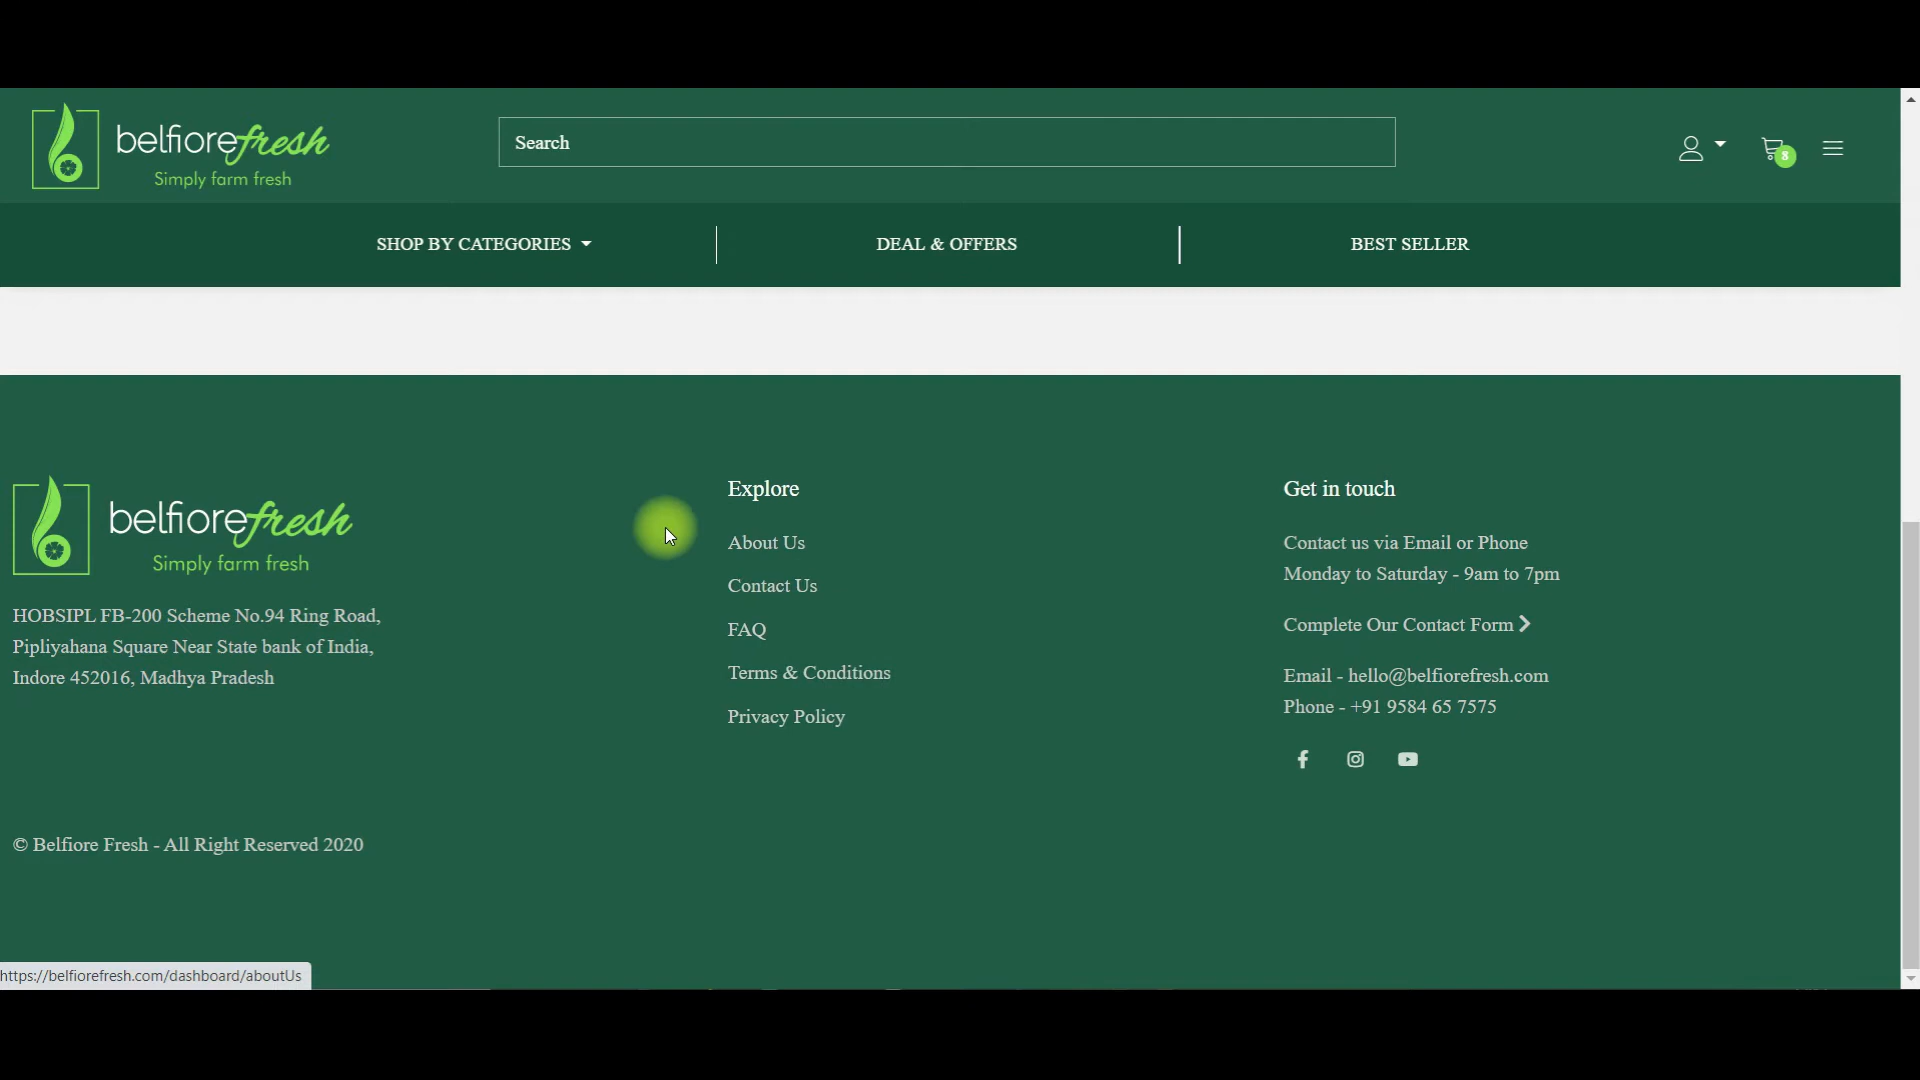 belfiorefresh
Simply farm fresh
Search
8
SHOP BY CATEGORIES
DEAL & OFFERS
BEST SELLER
belfiorefresh
Simply farm fresh
HOBSIPL FB-200 Scheme No.94 Ring Road,
Pipliyahana Square Near State bank of India,
Indore 452016, Madhya Pradesh
Explore
About Us
Contact Us
FAQ
Terms & Conditions
Privacy Policy
Get in touch
Contact us via Email or Phone
Monday to Saturday - 9am to 7pm
Complete Our Contact Form
Email - hello@belfiorefresh.com
Phone - +91 9584 65 7575
© Belfiore Fresh - All Right Reserved 2020
https://belfiorefresh.com/dashboard/aboutUs